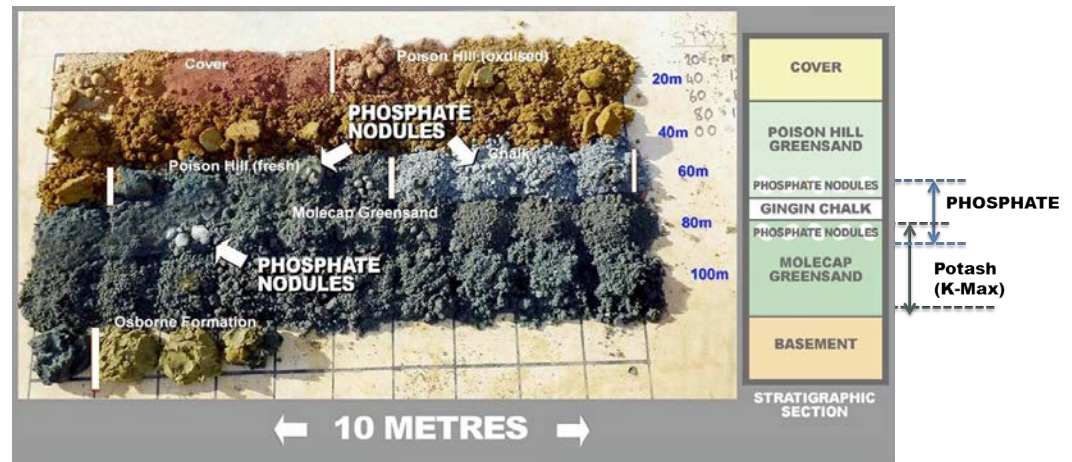 Cover
Poison Hill (oxdised)
20m
PHOSPHATE
NODULES
40m
Poison Hill (fresh)
Chalk
60m
Molecap Greensand
80m
PHOSPHATE
NODULES
100m
Osborne Formation
10 METRES
COVER
POISON HILL
GREENSAND
PHOSPHATE NODULES
GINGIN CHALK
PHOSPHATE NODULES
MOLECAP
GREENSAND
BASEMENT
STRATIGRAPHIC
SECTION
PHOSPHATE
Potash
(K-Max)